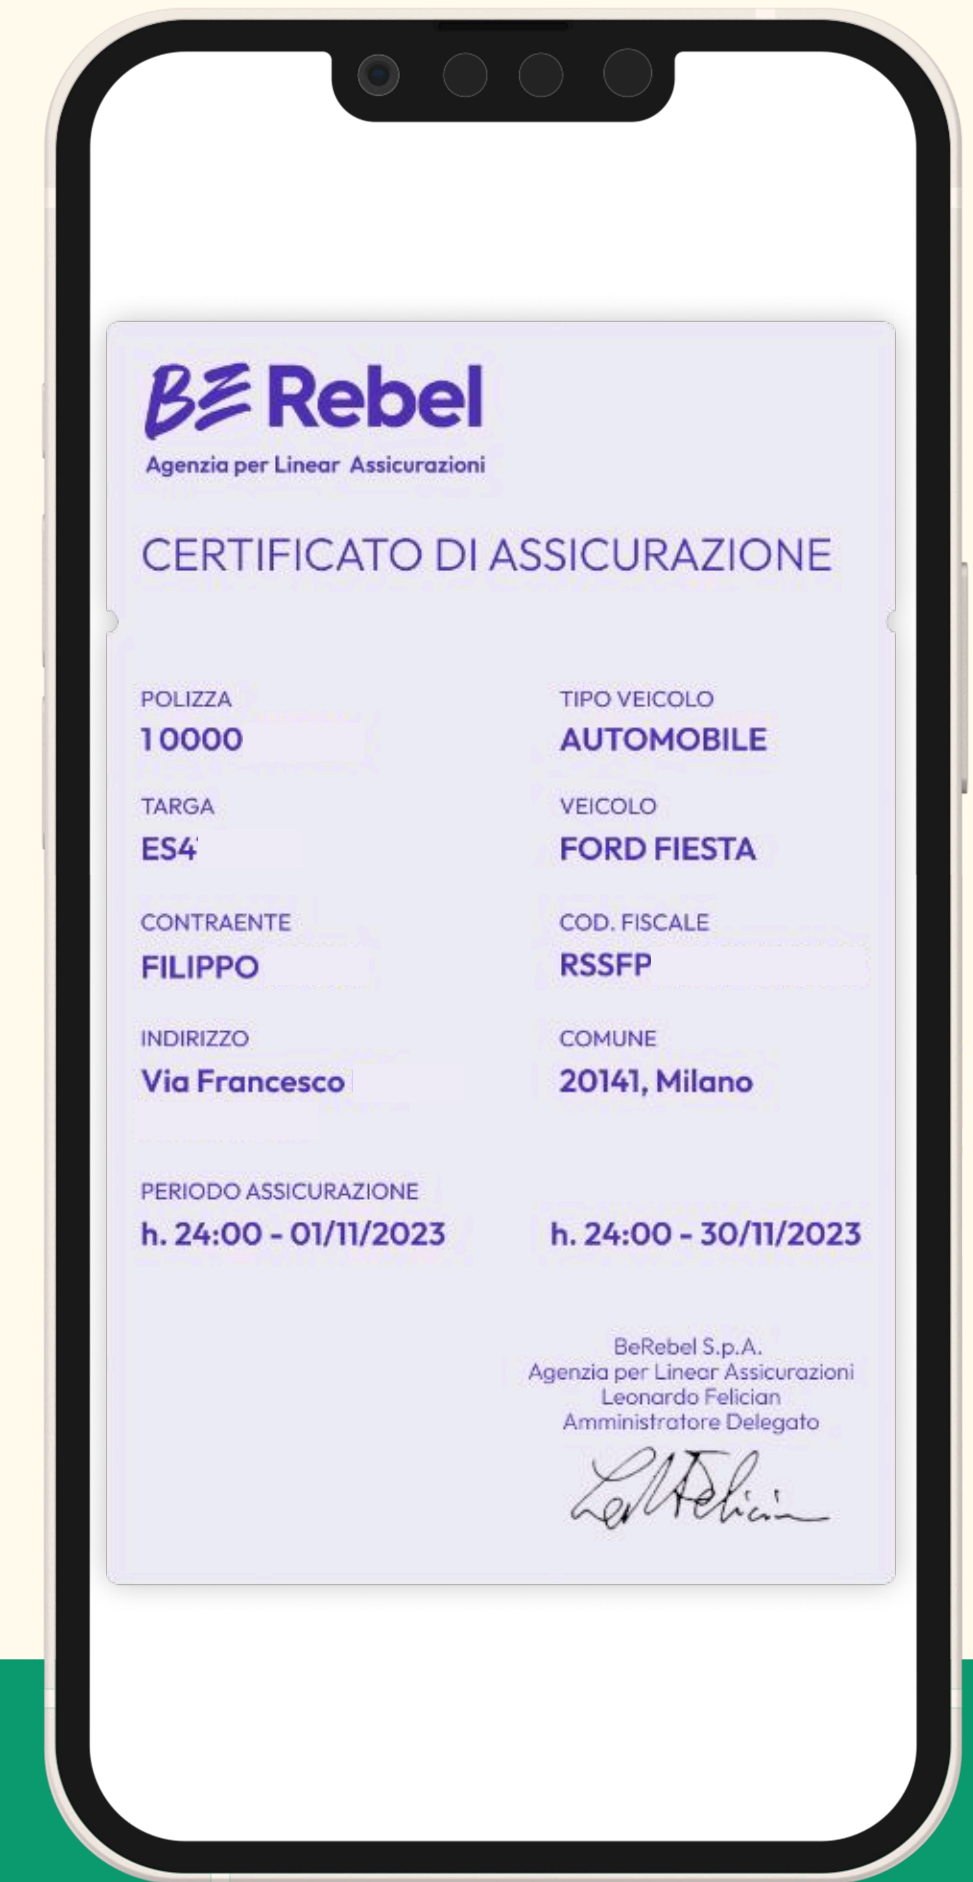 BE Rebel
Agenzia per Linear Assicurazioni
CERTIFICATO DI ASSICURAZIONE
POLIZZA
10000
TIPO VEICOLO
AUTOMOBILE
TARGA
ES4
VEICOLO
FORD FIESTA
CONTRAENTE
FILIPPO
COD. FISCALE
RSSFP
INDIRIZZO
Via Francesco
COMUNE
20141, Milano
PERIODO ASSICURAZIONE
h. 24:00 - 01/11/2023
h. 24:00 - 30/11/2023
BeRebel S.p.A.
Agenzia per Linear Assicurazioni
Leonardo Felician
Amministratore Delegato